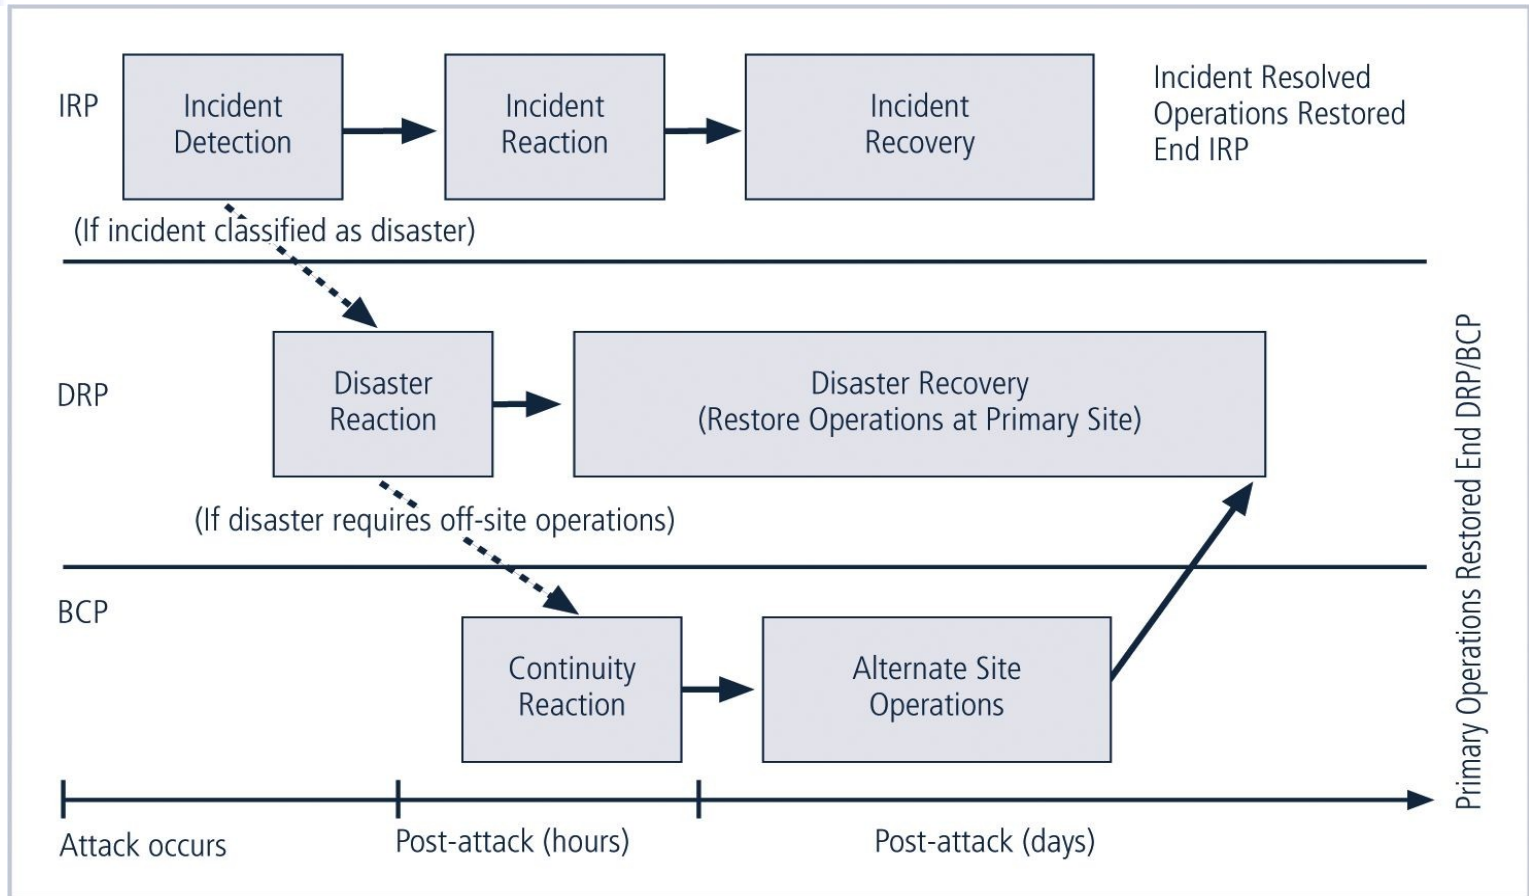 IRP
Incident
Detection
Incident
Reaction
Incident
Recovery
Incident Resolved
Operations Restored
End IRP
(If incident classified as disaster)
DRP
Disaster
Reaction
Disaster Recovery
(Restore Operations at Primary Site)
(If disaster requires off-site operations)
BCP
Continuity
Reaction
Alternate Site
Operations
Primary Operations Restored End DRP/BCP
Attack occurs
Post-attack (hours)
Post-attack (days)